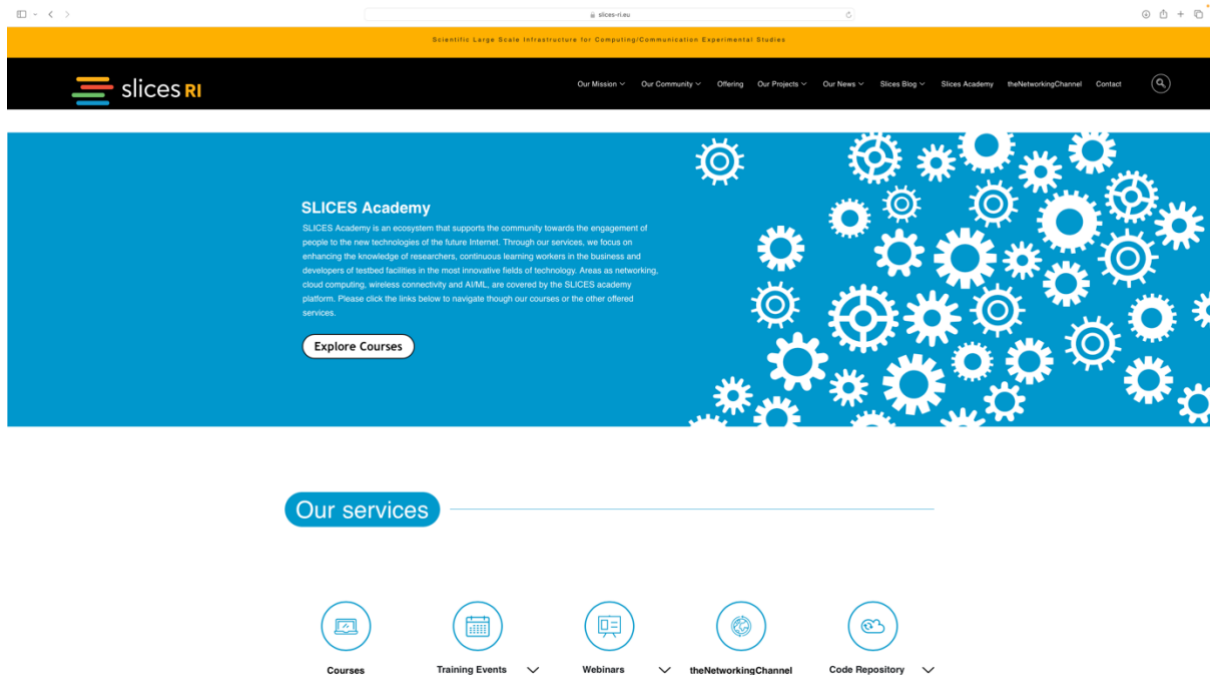 slices-ri.eu
Scientific Large Scale Infrastructure for Computing/Communication Experimental Studies
slices RI
Our Mission
Our Community
Offering
Our Projects
Our News
Slices Blog
Slices Academy
theNetworkingChannel
Contact
SLICES Academy
SLICES Academy is an ecosystem that supports the community towards the engagement of
people to the new technologies of the future Internet. Through our services, we focus on
enhancing the knowledge of researchers, continuous learning workers in the business and
developers of testbed facilities in the most innovative fields of technology. Areas as networking,
cloud computing, wireless connectivity and AI/ML, are covered by the SLICES academy
platform. Please click the links below to navigate though our courses or the other offered
services.
Explore Courses
Our services
Courses
Training Events
Webinars
theNetworkingChannel
Code Repository